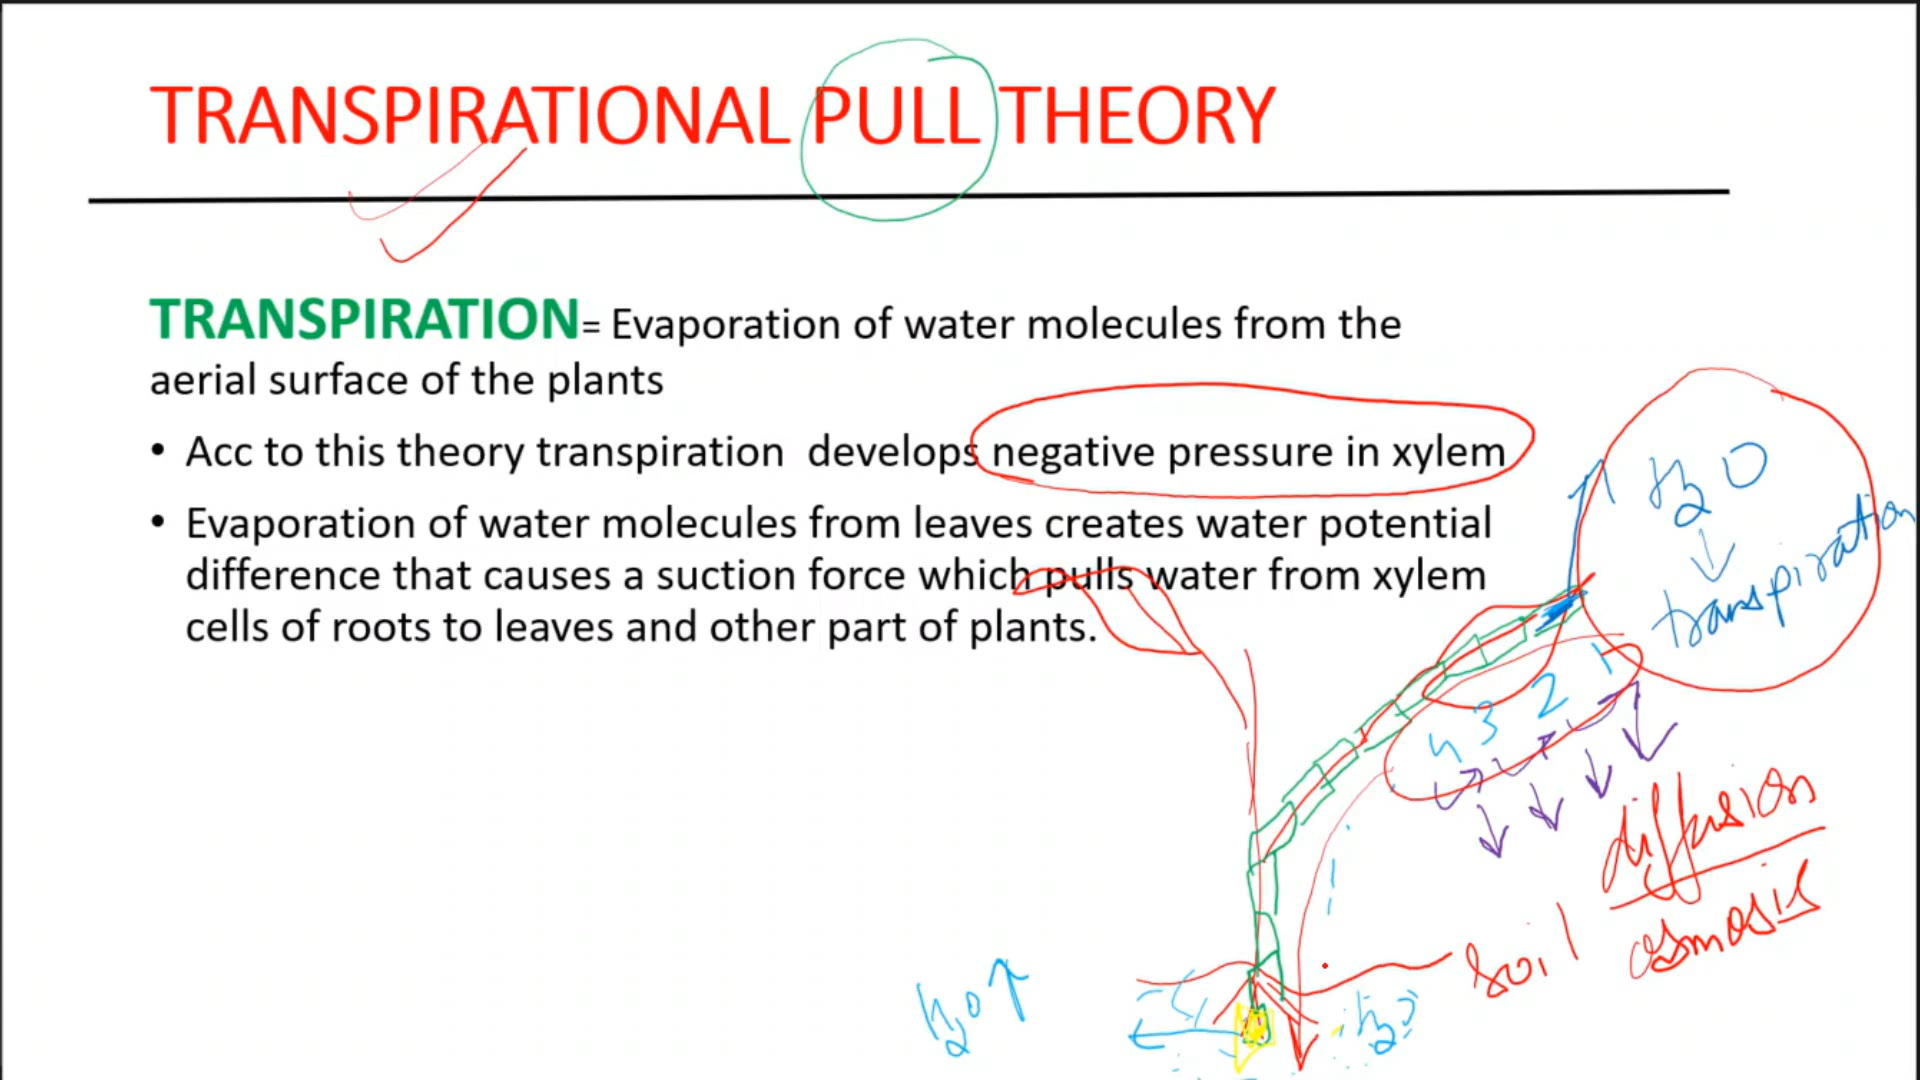 TRANSPIRATIONAL PULL THEORY
TRANSPIRATION= Evaporation of water molecules from the
aerial surface of the plants
• Acc to this theory transpiration develops negative pressure in xylem
• Evaporation of water molecules from leaves creates water potential
difference that causes a suction force which pulls water from xylem
cells of roots to leaves and other part of plants.
H2O
↓
transpiration
4 3 2 1
diffusion
osmosis
soil
H2O↑
H2O